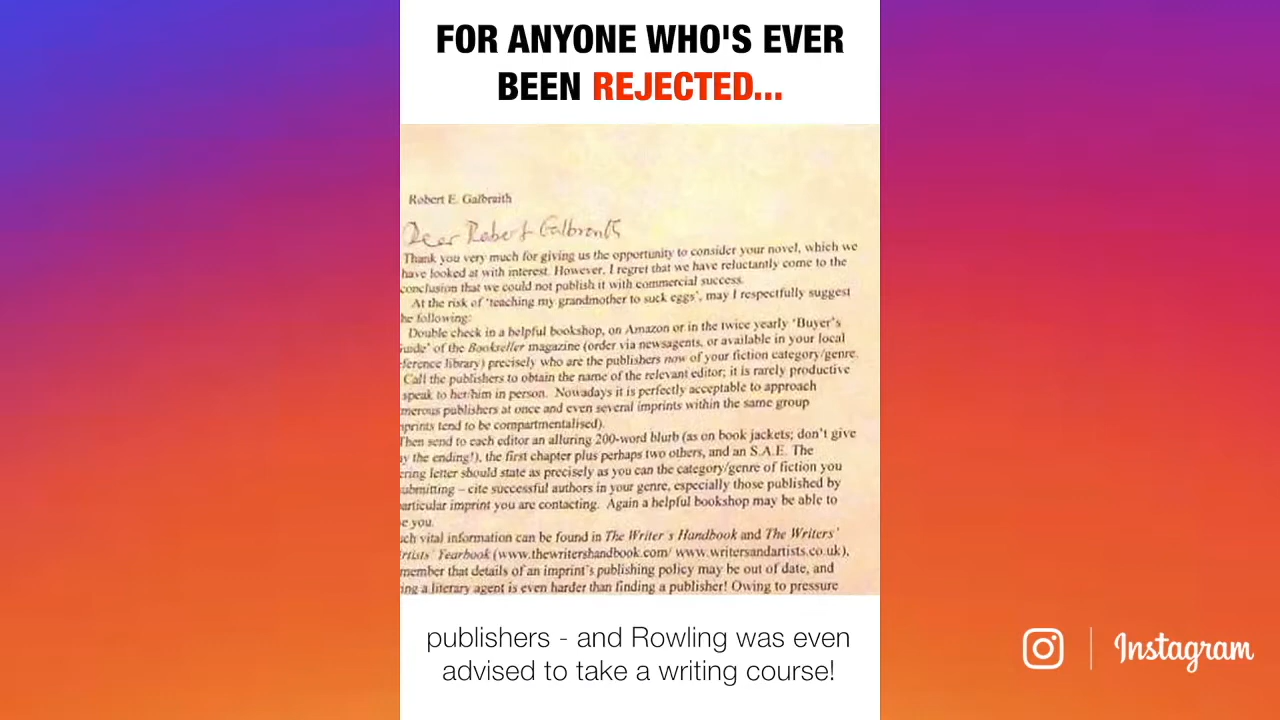 FOR ANYONE WHO'S EVER
BEEN REJECTED...
Robert E. Galbraith
Dear Robert Galbraith
Thank you very much for giving us the opportunity to consider your novel, which we
have looked at with interest. However, I regret that we have reluctantly come to the
conclusion that we could not publish it with commercial success.
At the risk of 'teaching my grandmother to suck eggs', may I respectfully suggest
he following:
Double check in a helpful bookshop, on Amazon or in the twice yearly 'Buyer's
uide' of the Bookseller magazine (order via newsagents, or available in your local
ference library) precisely who are the publishers now of your fiction category/genre.
Call the publishers to obtain the name of the relevant editor; it is rarely productive
speak to her/him in person. Nowadays it is perfectly acceptable to approach
merous publishers at once and even several imprints within the same group
prints tend to be compartmentalised).
Then send to each editor an alluring 200-word blurb (as on book jackets; don't give
y the ending!), the first chapter plus perhaps two others, and an S.A.E. The
ering letter should state as precisely as you can the category/genre of fiction you
ubmitting – cite successful authors in your genre, especially those published by
articular imprint you are contacting. Again a helpful bookshop may be able to
e you.
ch vital information can be found in The Writer's Handbook and The Writers'
rtists' Yearbook (www.thewritershandbook.com/ www.writersandartists.co.uk),
member that details of an imprint's publishing policy may be out of date, and
ing a literary agent is even harder than finding a publisher! Owing to pressure
publishers - and Rowling was even
advised to take a writing course!
Instagram